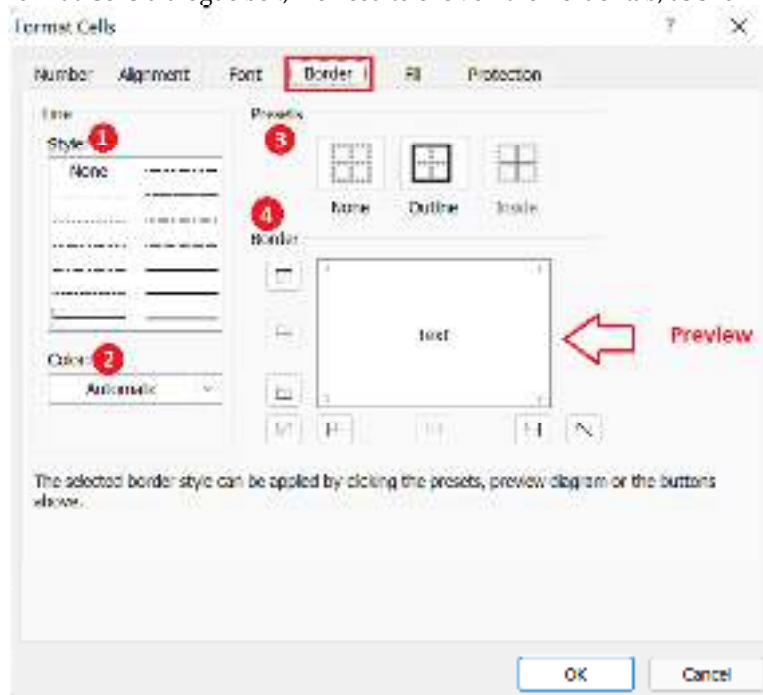 Format Cells ? ×
Number Alignment Font Border Fill Protection
Line
Style 1
None
Color 2
Automatic
Presets
3
None Outline Inside
4
Border
text
Preview
The selected border style can be applied by clicking the presets, preview diagram or the buttons
above.
OK Cancel